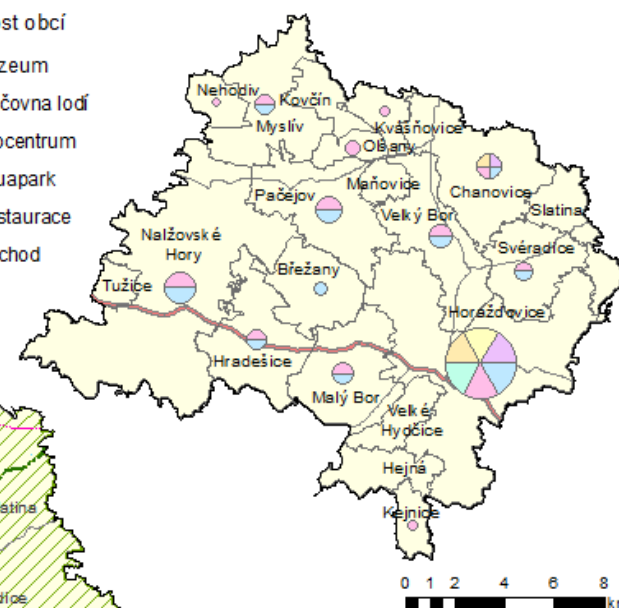 ost obcí
zeum
čovna lodí
ocentrum
uapark
staurace
chod
Nehodiv
Kovčín
Myslív
Kvášňovice
Olšany
Maňovice
Chanovice
Pačejov
Velký Bor
Slatina
Nalžovské
Hory
Svéradice
Břežany
Tužice
Horažďovice
Hradešice
Malý Bor
Velké
Hydčice
Hejná
Kejnice
atina
dice
0 1 2 4 6 8